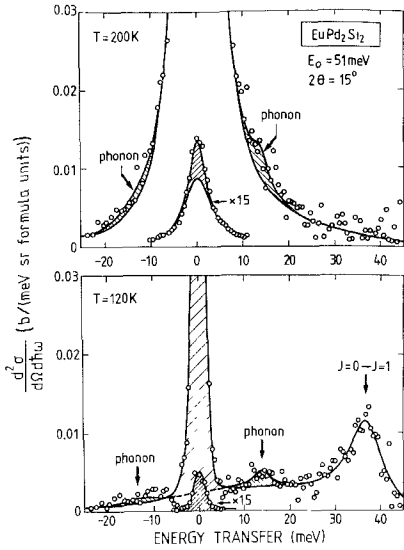 EuPd₂Si₂
E₀ = 51meV
2θ = 15°
T = 200K
phonon
phonon
×15
0.03
0.02
0.01
0
-20 -10 0 10 20 30 40
d²σ/dΩdħω {b/(meV sr formula units)}
T = 120K
J=0→J=1
phonon
phonon
×15
0.03
0.02
0.01
0
-20 -10 0 10 20 30 40
ENERGY TRANSFER (meV)